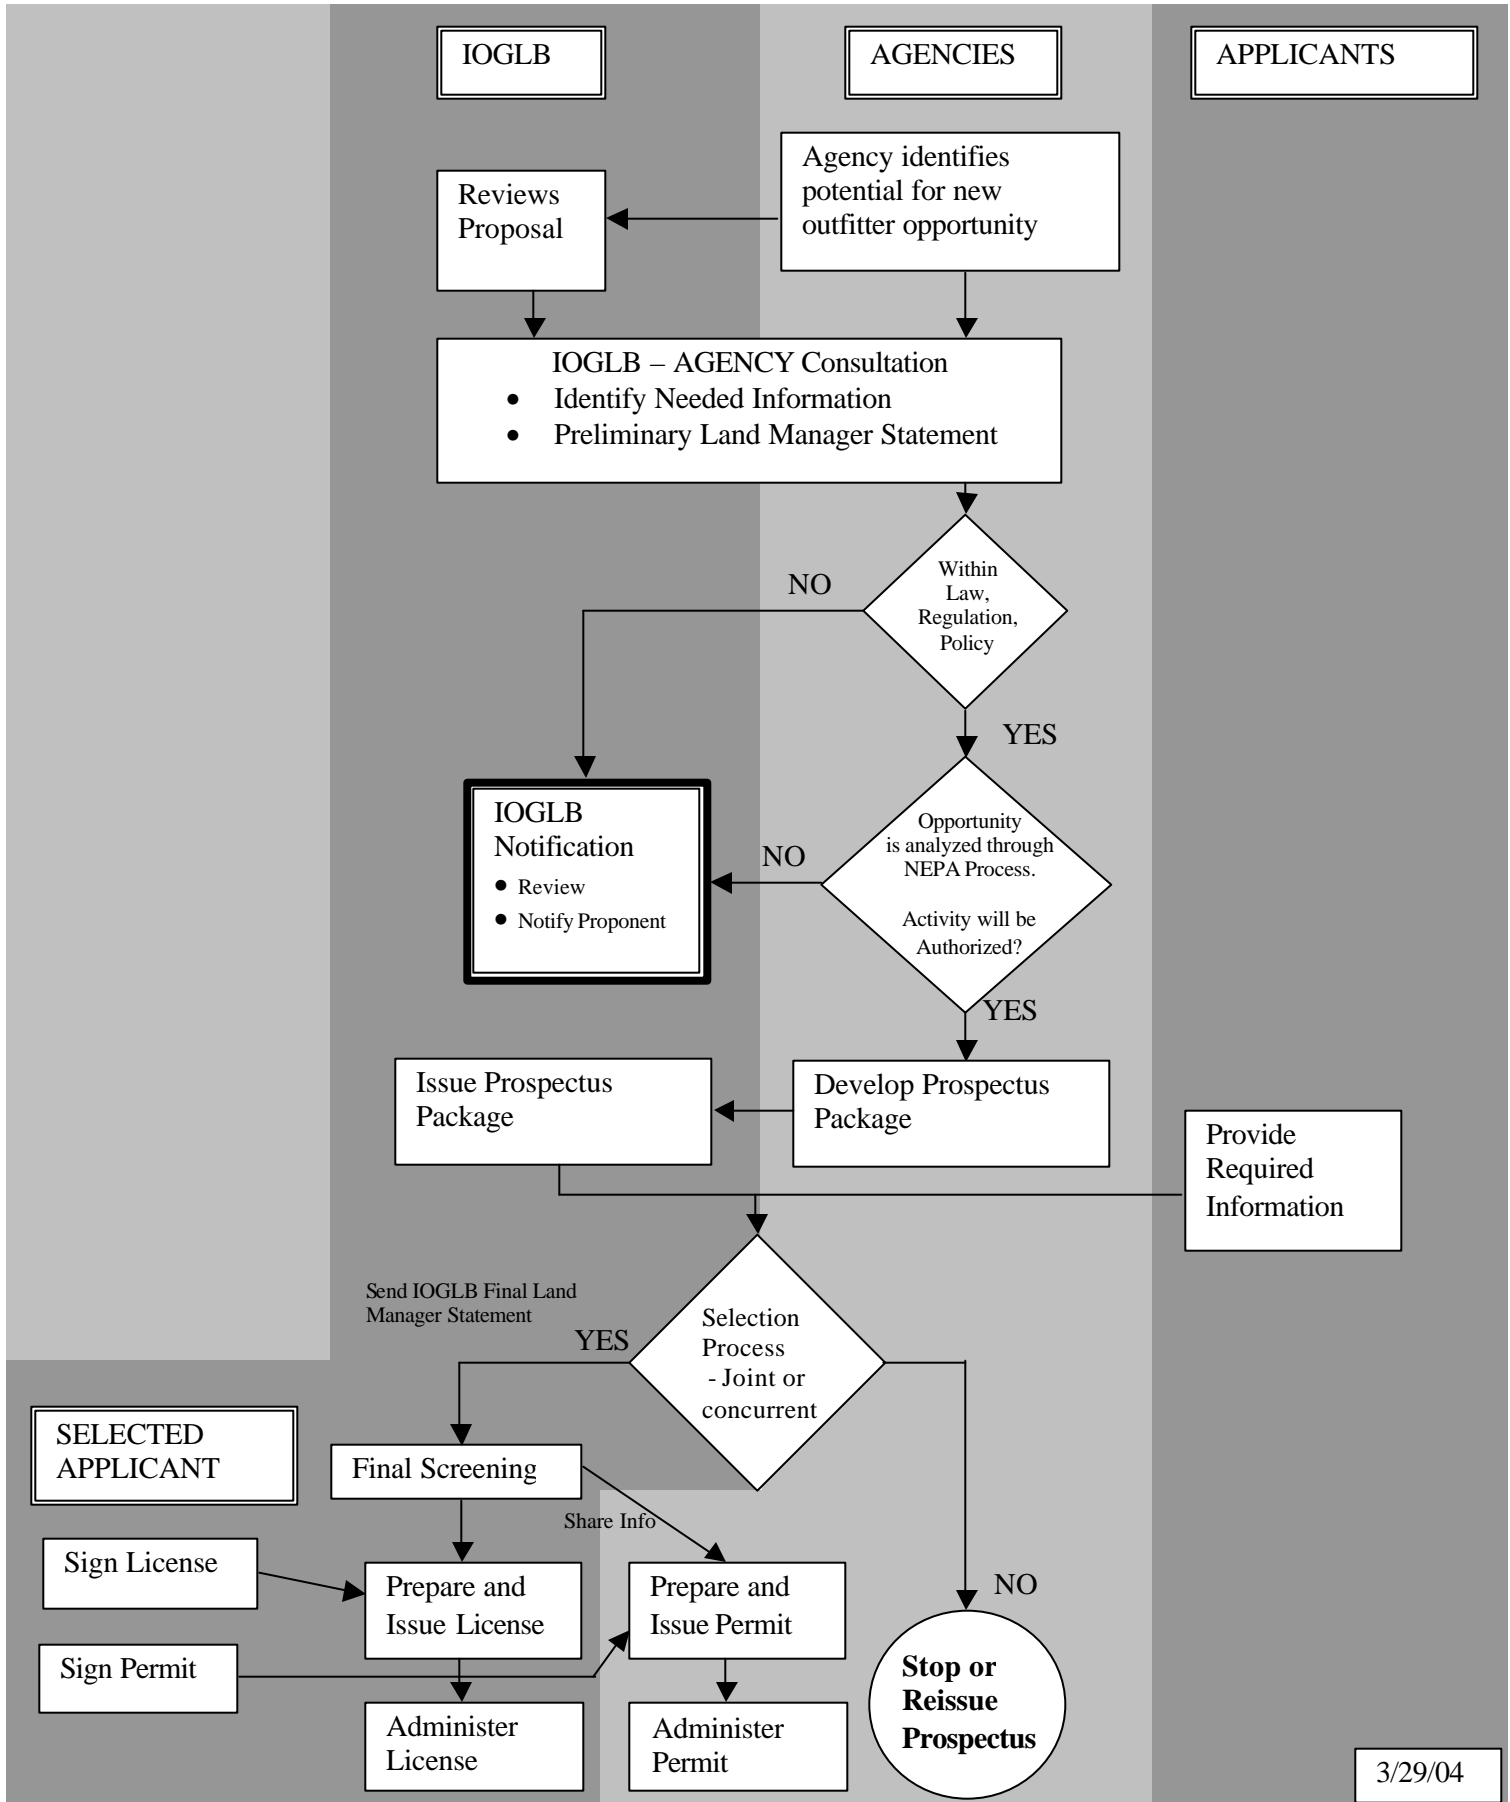 IOGLB
AGENCIES
APPLICANTS
Agency identifies
potential for new
outfitter opportunity
Reviews
Proposal
IOGLB – AGENCY Consultation
• Identify Needed Information
• Preliminary Land Manager Statement
Within
Law,
Regulation,
Policy
NO
YES
IOGLB
Notification
• Review
• Notify Proponent
NO
Opportunity
is analyzed through
NEPA Process.
Activity will be
Authorized?
YES
Issue Prospectus
Package
Develop Prospectus
Package
Provide
Required
Information
Send IOGLB Final Land
Manager Statement
YES
Selection
Process
- Joint or
concurrent
SELECTED
APPLICANT
Final Screening
Share Info
Sign License
Prepare and
Issue License
Prepare and
Issue Permit
NO
Sign Permit
Stop or
Reissue
Prospectus
Administer
License
Administer
Permit
3/29/04